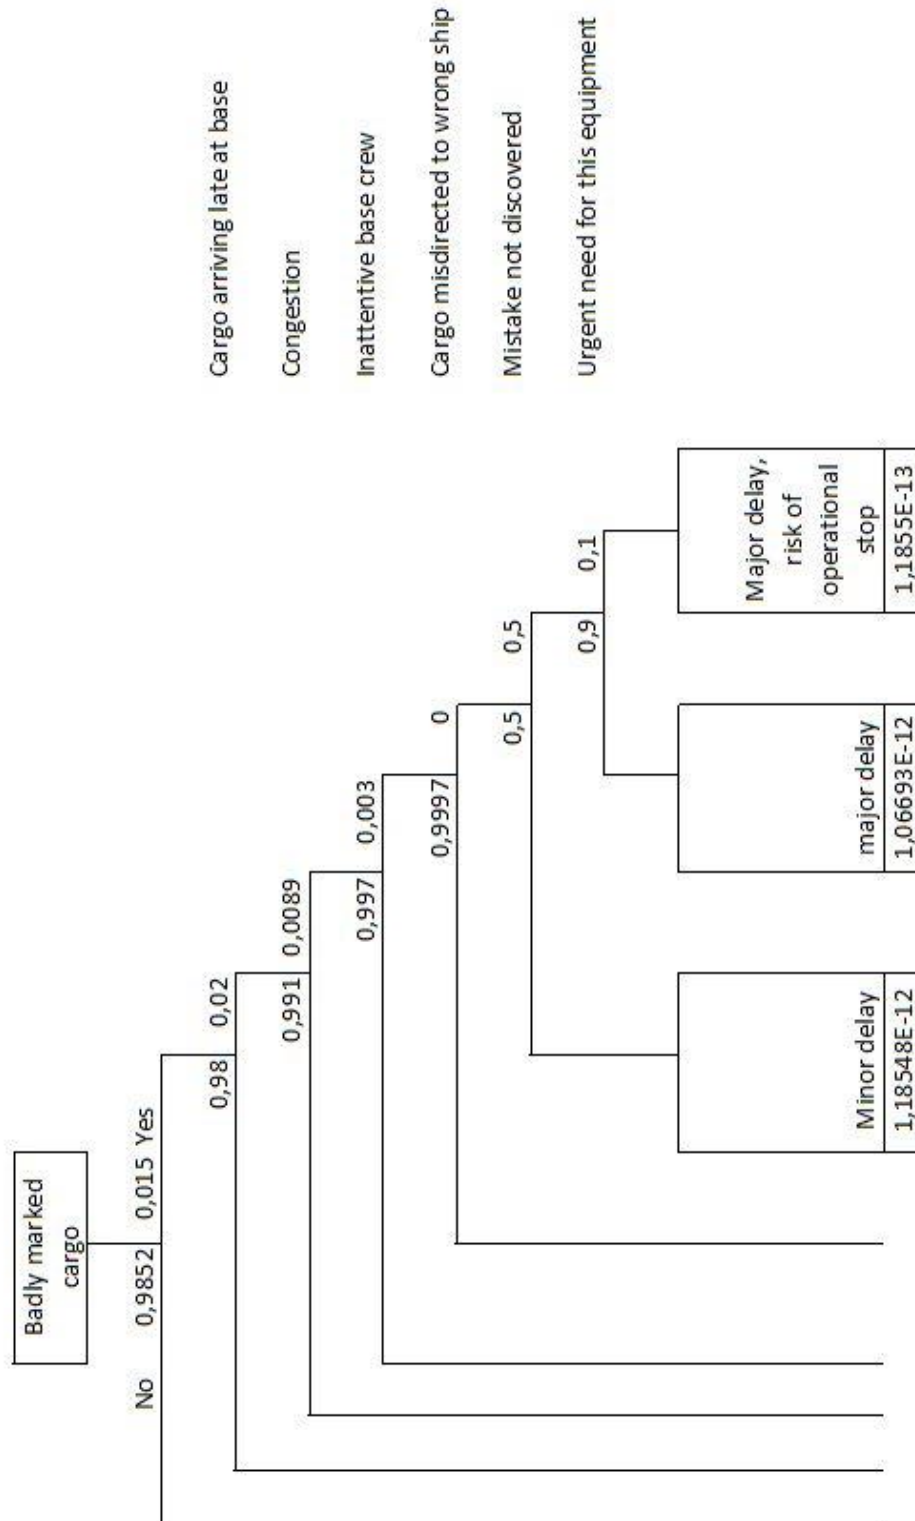 Badly marked
cargo
No 0,9852 0,015 Yes
0,98 0,02
Cargo arriving late at base
0,991 0,0089
Congestion
0,997 0,003
Inattentive base crew
0,9997 0
Cargo misdirected to wrong ship
0,5 0,5
Mistake not discovered
0,9 0,1
Urgent need for this equipment
Minor delay
1,18548E-12
major delay
1,06693E-12
Major delay,
risk of
operational
stop
1,1855E-13